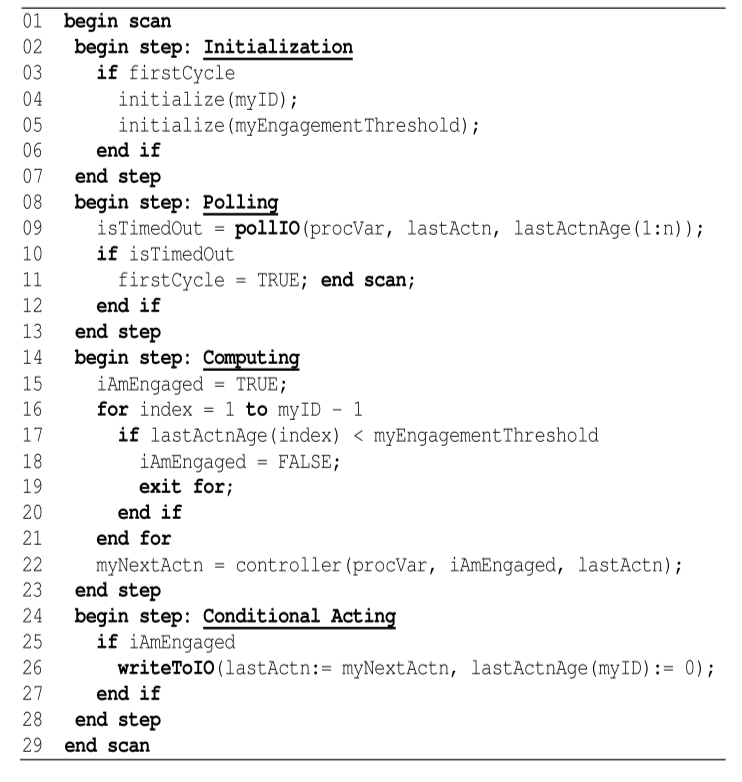 01 begin scan
02 begin step: Initialization
03 if firstCycle
04 initialize(myID);
05 initialize(myEngagementThreshold);
06 end if
07 end step
08 begin step: Polling
09 isTimedOut = pollIO(procVar, lastActn, lastActnAge(1:n));
10 if isTimedOut
11 firstCycle = TRUE; end scan;
12 end if
13 end step
14 begin step: Computing
15 iAmEngaged = TRUE;
16 for index = 1 to myID - 1
17 if lastActnAge(index) < myEngagementThreshold
18 iAmEngaged = FALSE;
19 exit for;
20 end if
21 end for
22 myNextActn = controller(procVar, iAmEngaged, lastActn);
23 end step
24 begin step: Conditional Acting
25 if iAmEngaged
26 writeToIO(lastActn:= myNextActn, lastActnAge(myID):= 0);
27 end if
28 end step
29 end scan